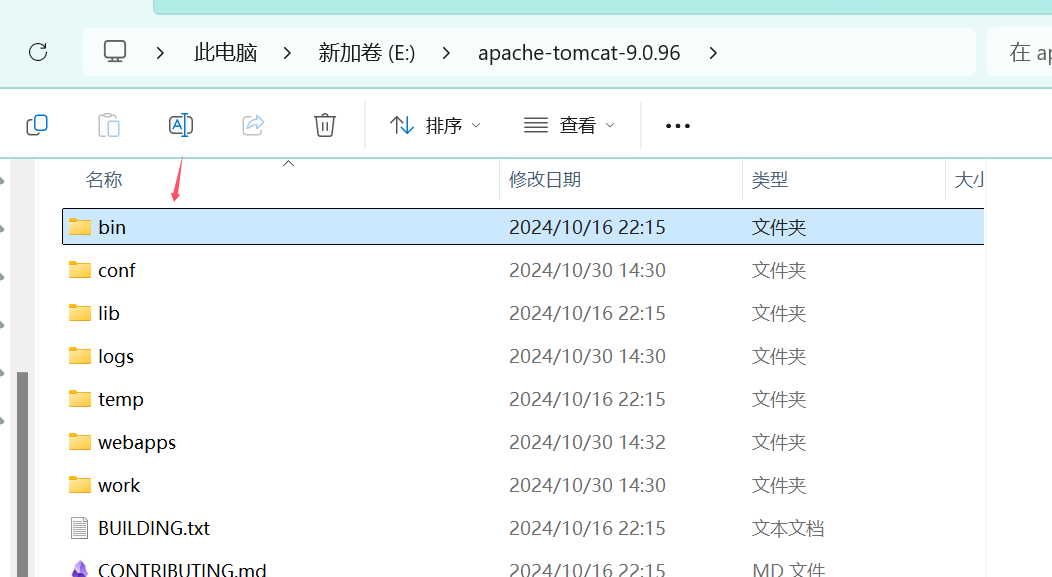 此电脑 > 新加卷 (E:) > apache-tomcat-9.0.96 > 在 ap
排序 查看
名称 修改日期 类型 大小
bin 2024/10/16 22:15 文件夹
conf 2024/10/30 14:30 文件夹
lib 2024/10/16 22:15 文件夹
logs 2024/10/30 14:30 文件夹
temp 2024/10/16 22:15 文件夹
webapps 2024/10/30 14:32 文件夹
work 2024/10/30 14:30 文件夹
BUILDING.txt 2024/10/16 22:15 文本文档
CONTRIBUTING.md 2024/10/16 22:15 MD 文件